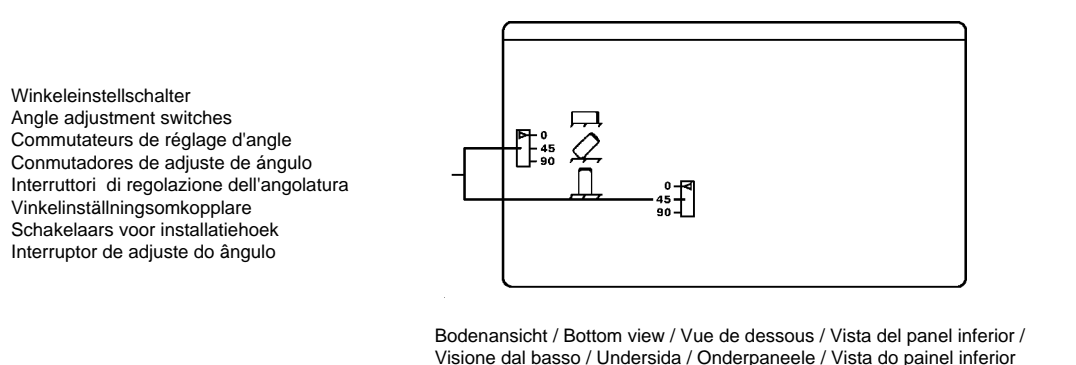 Winkeleinstellschalter
Angle adjustment switches
Commutateurs de réglage d'angle
Conmutadores de adjuste de ángulo
Interruttori di regolazione dell'angolatura
Vinkelinställningsomkopplare
Schakelaars voor installatiehoek
Interruptor de adjuste do ângulo
0
45
90
0
45
90
Bodenansicht / Bottom view / Vue de dessous / Vista del panel inferior /
Visione dal basso / Undersida / Onderpaneele / Vista do painel inferior